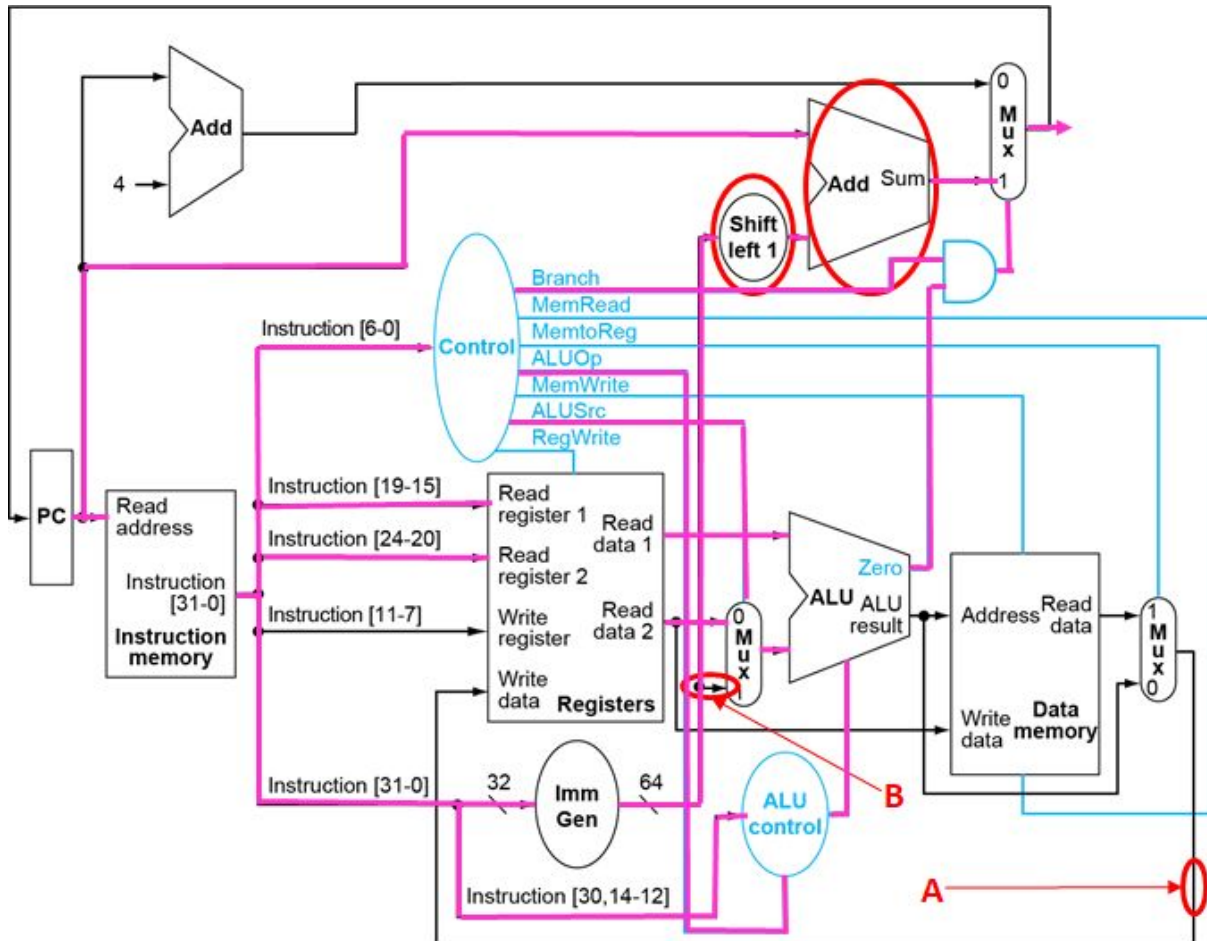 0
M
u
x
1
Add
4
Add
Sum
Shift
left 1
Branch
MemRead
MemtoReg
ALUOp
MemWrite
ALUSrc
RegWrite
Control
Instruction [6-0]
PC
Read
address
Instruction
[31-0]
Instruction
memory
Instruction [19-15]
Instruction [24-20]
Instruction [11-7]
Read
register 1
Read
register 2
Write
register
Write
data
Read
data 1
Read
data 2
Registers
0
M
u
x
1
Zero
ALU
ALU
result
Address
Read
data
Write
data
Data
memory
1
M
u
x
0
B
Instruction [31-0]
32
Imm
Gen
64
ALU
control
Instruction [30,14-12]
A